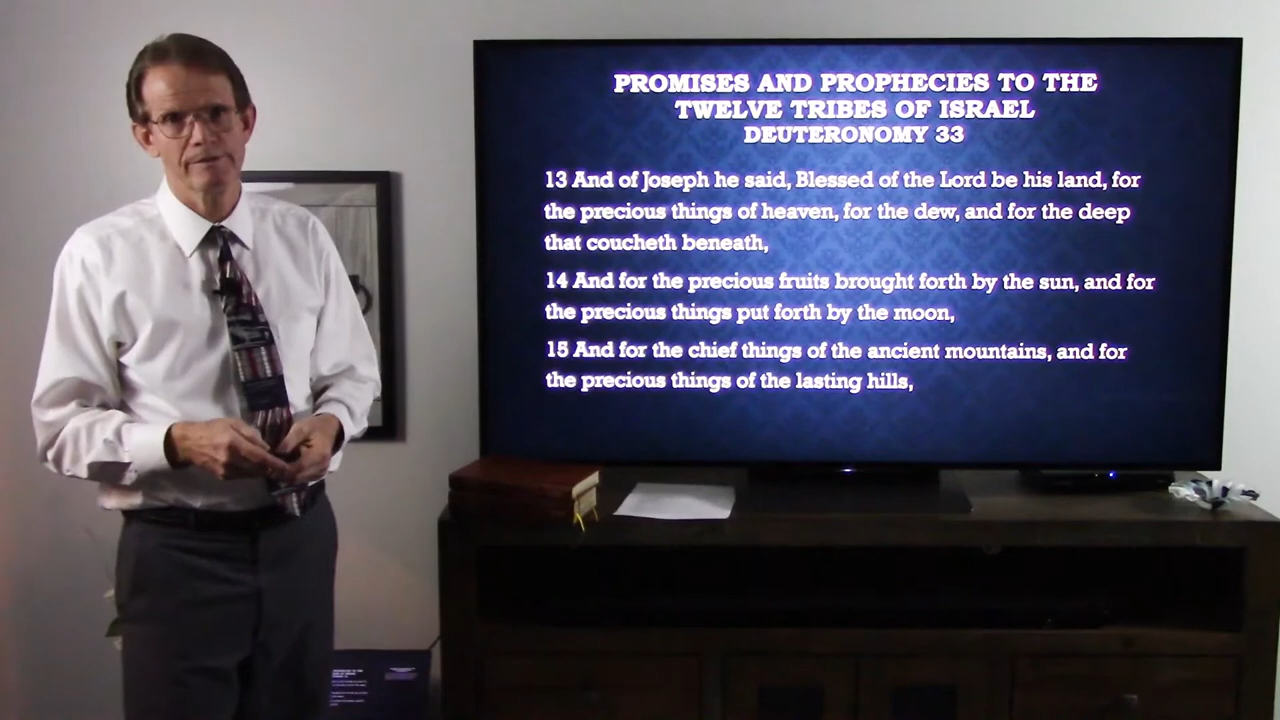 PROMISES AND PROPHECIES TO THE
TWELVE TRIBES OF ISRAEL
DEUTERONOMY 33
13 And of Joseph he said, Blessed of the Lord be his land, for
the precious things of heaven, for the dew, and for the deep
that coucheth beneath,
14 And for the precious fruits brought forth by the sun, and for
the precious things put forth by the moon,
15 And for the chief things of the ancient mountains, and for
the precious things of the lasting hills,